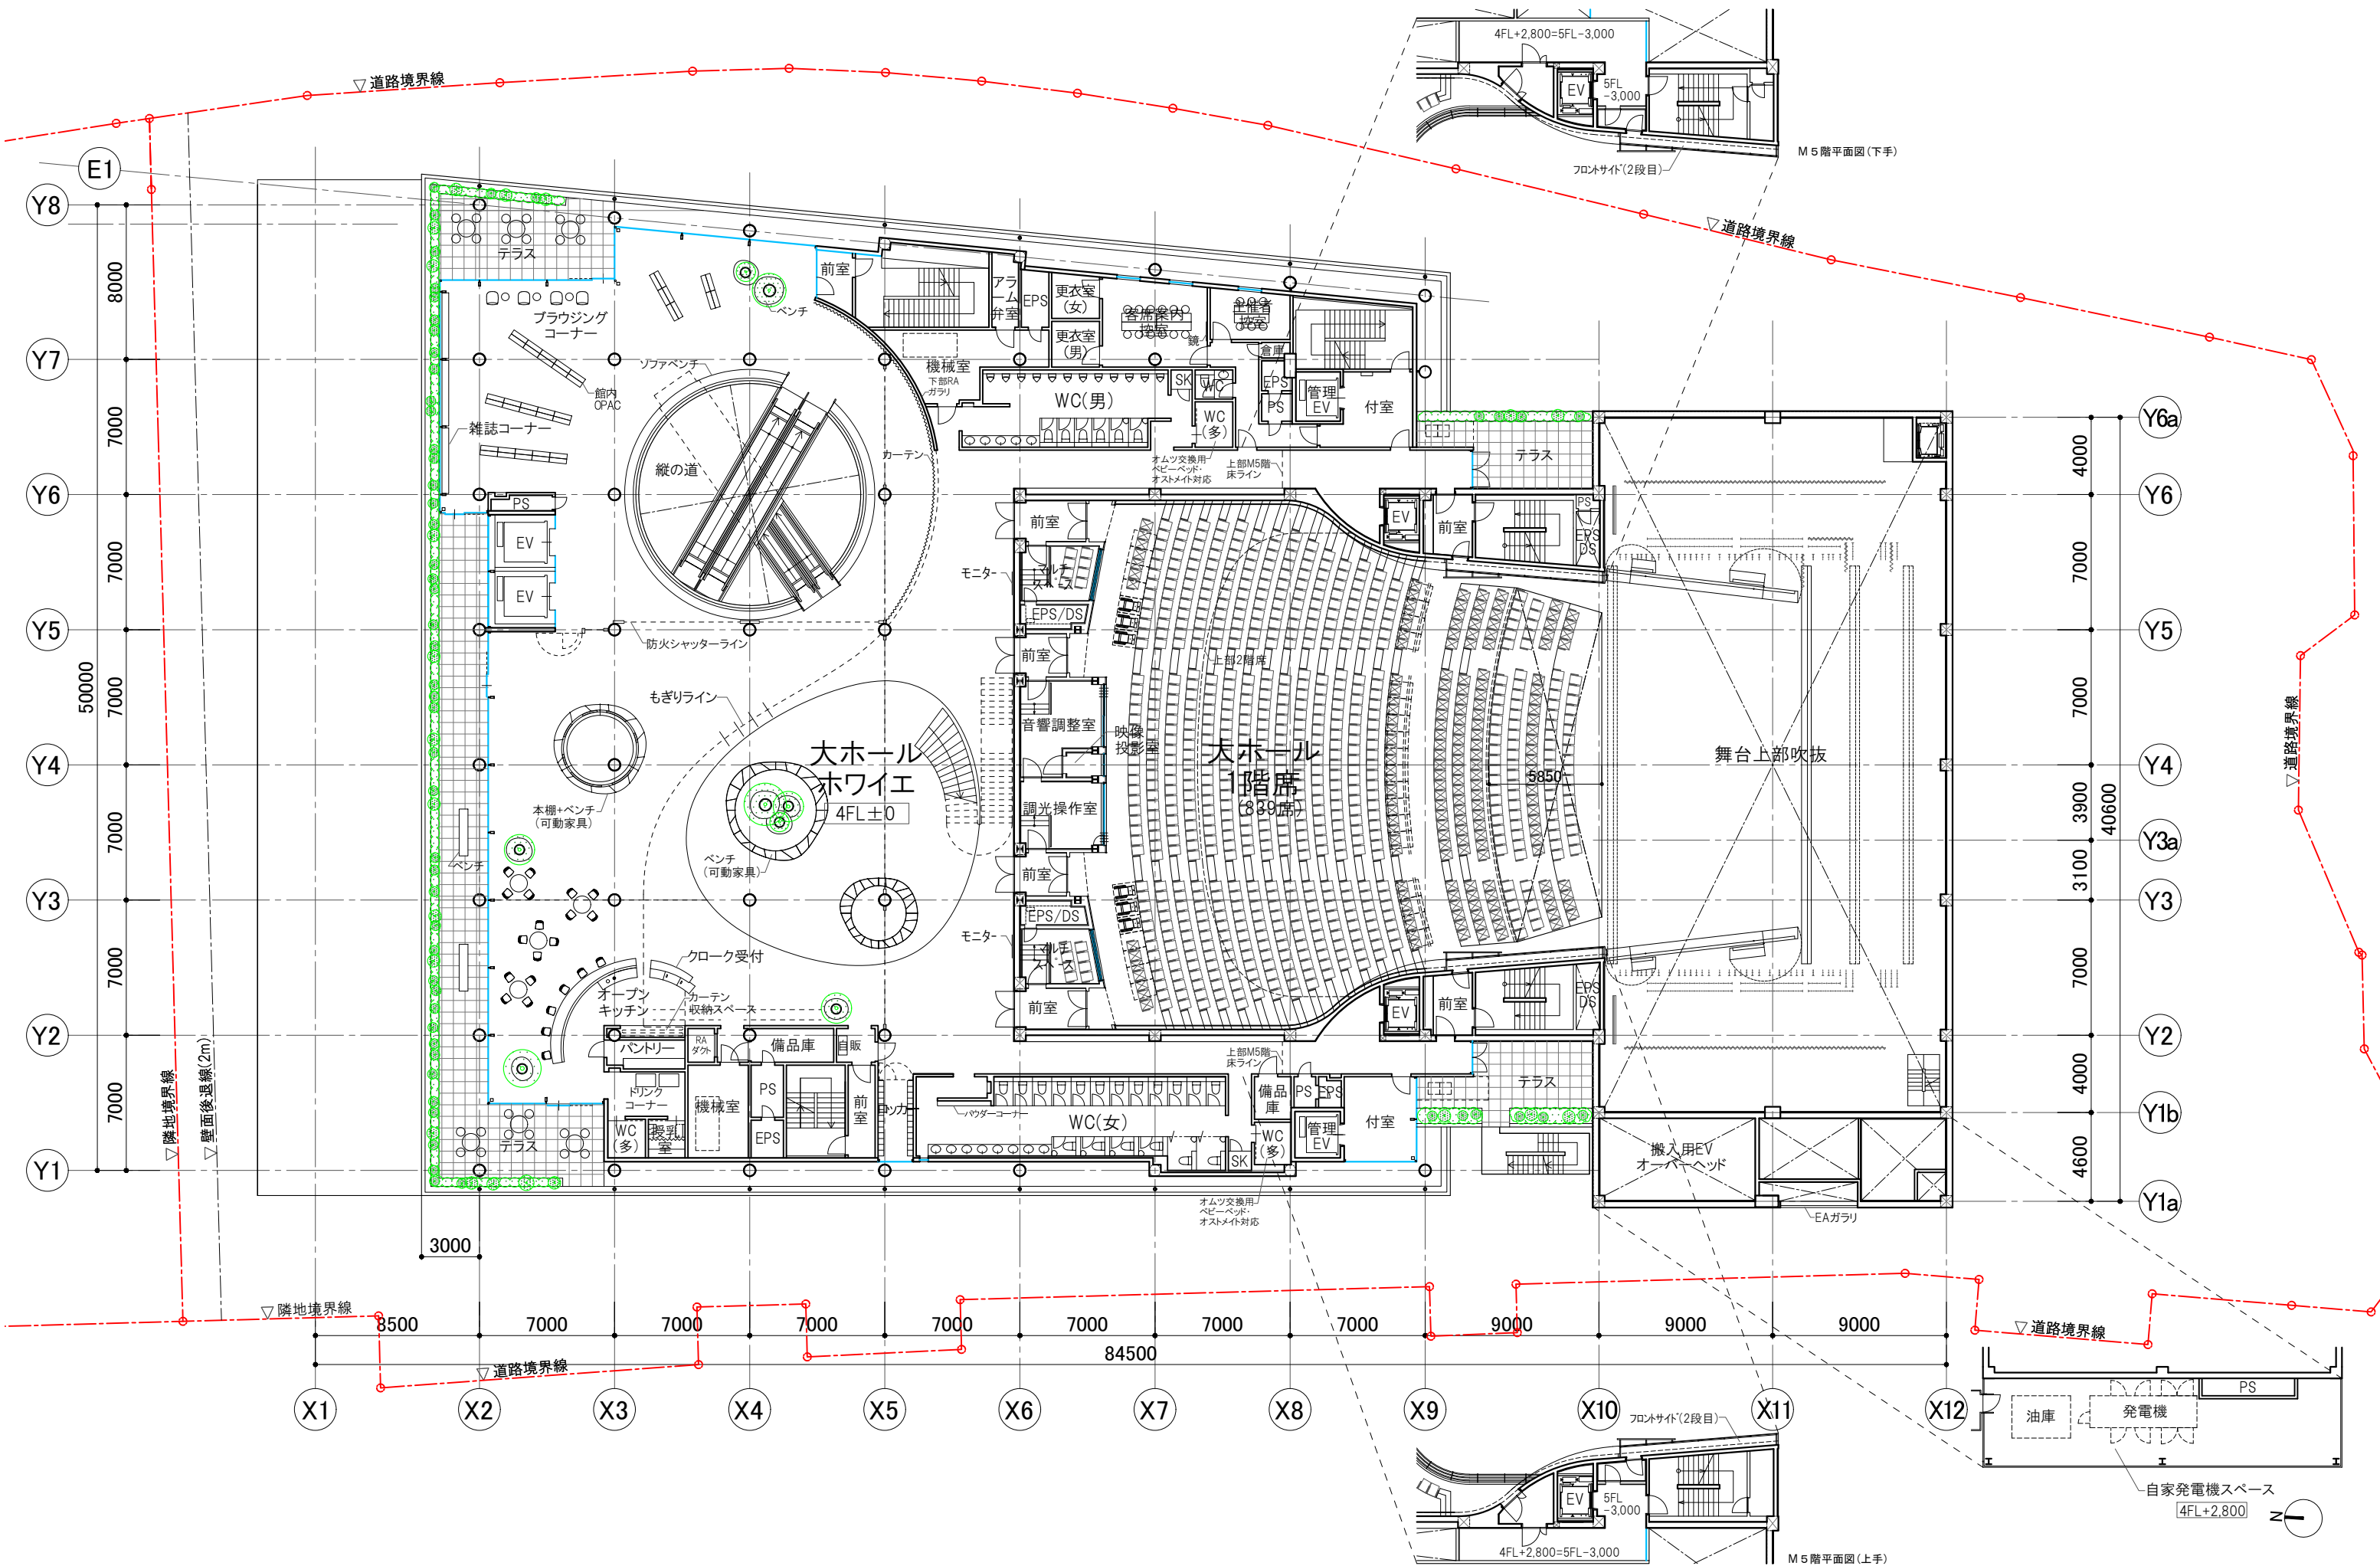 4FL+2,800=5FL-3,000
EV
5FL
-3,000
M５階平面図(下手)
フロントサイド(2段目)
▽ 道路境界線
▽ 道路境界線
E1
Y8
Y7
Y6
Y5
Y4
Y3
Y2
Y1
8000
7000
7000
7000
7000
7000
7000
50000
テラス
ブラウジング
コーナー
ベンチ
前室
アラ
ーム
弁室
EPS
更衣室
(女)
更衣室
(男)
客席案内
控室
主催者
控室
鏡
倉庫
EPS
PS
管理
EV
付室
機械室
下部RA
ガラリ
ソファベンチ
館内
OPAC
雑誌コーナー
縦の道
カーテン
WC(男)
SK
WC
WC
(多)
オムツ交換用
ベビーベッド・
オストメイト対応
上部M5階
床ライン
テラス
PS
EV
EV
前室
モニター
マルチ
スペース
EPS/DS
前室
EV
前室
PS
EPS
DS
防火シャッターライン
もぎりライン
上部2階席
音響調整室
映像
投影室
調光操作室
大ホール
ホワイエ
4FL±0
大ホール
1階席
(839席)
5850
舞台上部吹抜
本棚+ベンチ
(可動家具)
ベンチ
ベンチ
(可動家具)
前室
EPS/DS
モニター
マルチ
スペース
前室
EV
前室
EPS
DS
クローク受付
カーテン
収納スペース
オープン
キッチン
パントリー
RA
ダクト
備品庫
自販
ドリンク
コーナー
機械室
PS
EPS
前
室
ロッカー
WC
(多)
授乳
室
テラス
パウダーコーナー
WC(女)
上部M5階
床ライン
備品
庫
PS
EPS
管理
EV
付室
SK
WC
(多)
オムツ交換用
ベビーベッド・
オストメイト対応
テラス
搬入用EV
オーバーヘッド
EAガラリ
Y6a
Y6
Y5
Y4
Y3a
Y3
Y2
Y1b
Y1a
4000
7000
7000
3900
3100
7000
4000
4600
40600
▽ 道路境界線
▽ 隣地境界線
▽ 壁面後退線(2m)
3000
▽ 隣地境界線
▽ 道路境界線
▽ 道路境界線
8500
7000
7000
7000
7000
7000
7000
7000
9000
9000
9000
84500
X1
X2
X3
X4
X5
X6
X7
X8
X9
X10
X11
X12
フロントサイド(2段目)
EV
5FL
-3,000
4FL+2,800=5FL-3,000
M５階平面図(上手)
PS
油庫
発電機
自家発電機スペース
4FL+2,800
N